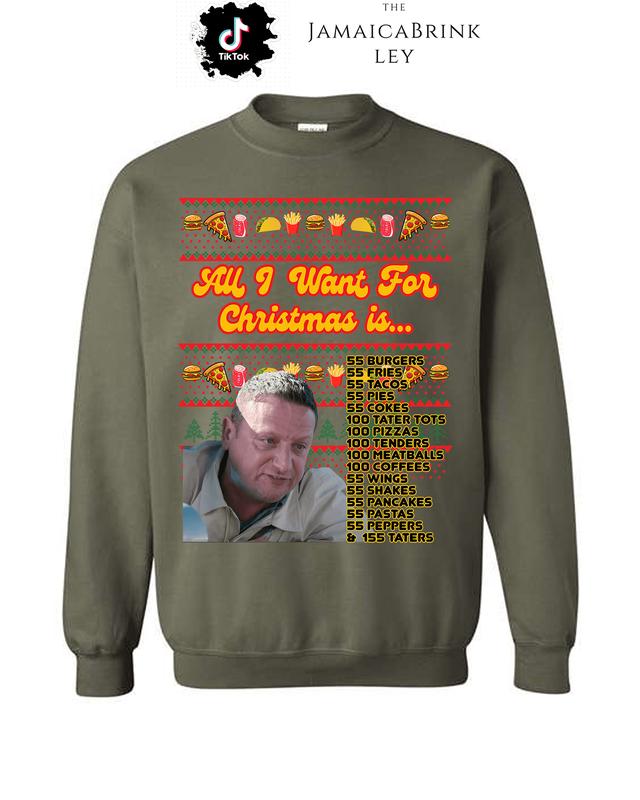 TikTok
THE
JAMAICABRINK
LEY
All I Want For
Christmas is...
55 BURGERS
55 FRIES
55 TACOS
55 PIES
55 COKES
100 TATER TOTS
100 PIZZAS
100 TENDERS
100 MEATBALLS
100 COFFEES
55 WINGS
55 SHAKES
55 PANCAKES
55 PASTAS
55 PEPPERS
& 155 TATERS